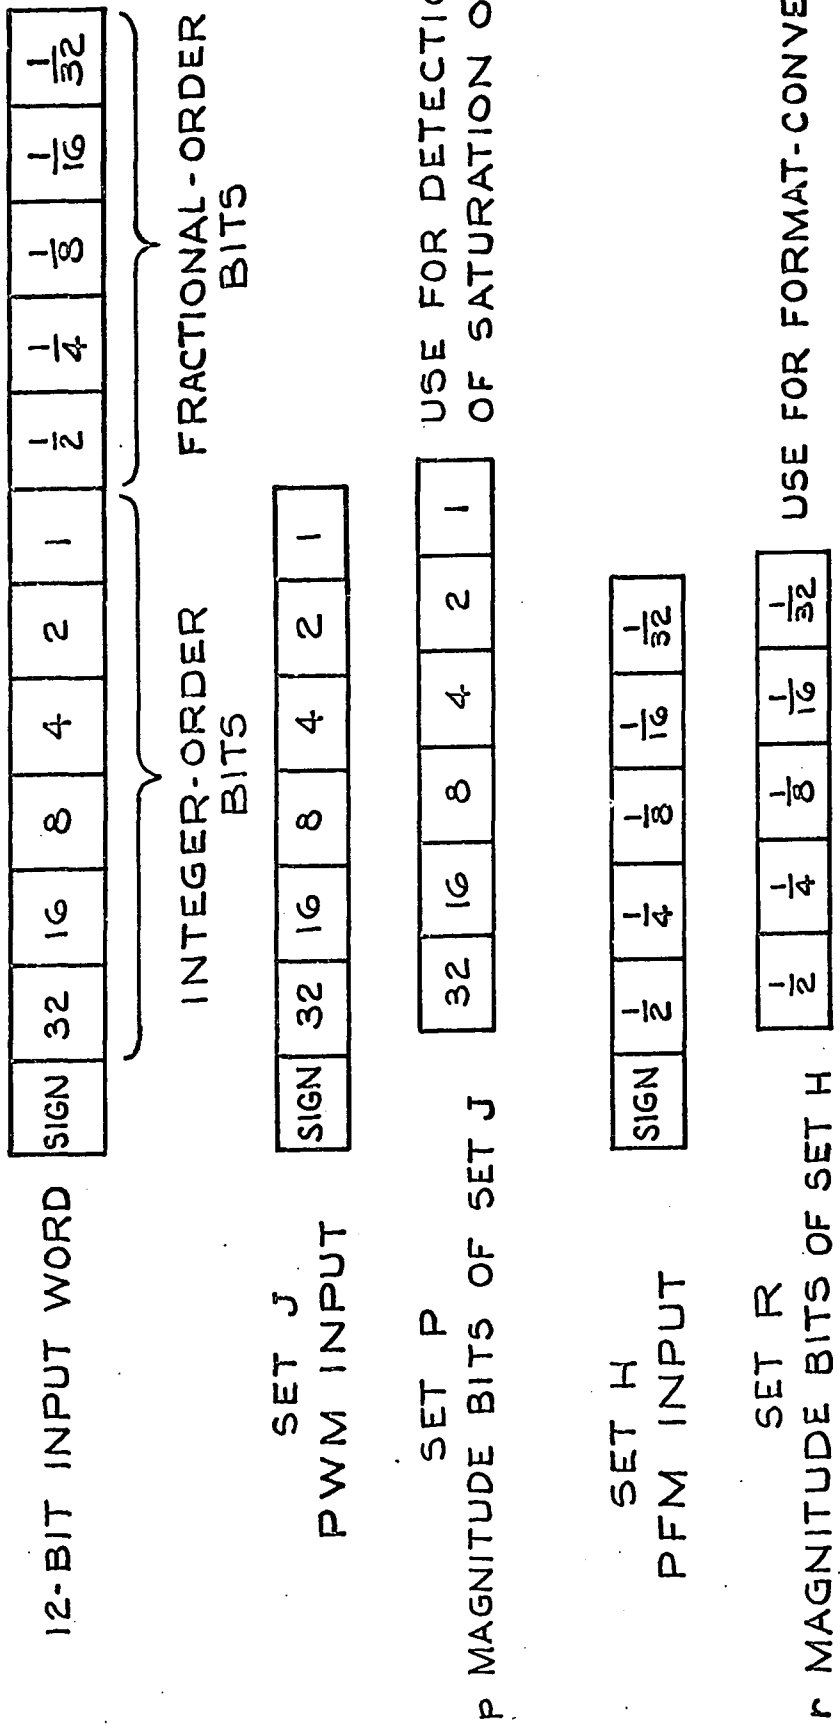 12-BIT INPUT WORD SIGN 32 16 8 4 2 1 1/2 1/4 1/8 1/16 1/32
INTEGER-ORDER FRACTIONAL-ORDER
BITS BITS
SET J
PWM INPUT SIGN 32 16 8 4 2 1
SET P
p MAGNITUDE BITS OF SET J 32 16 8 4 2 1 USE FOR
OF SATURATION
SET H
PFM INPUT SIGN 1/2 1/4 1/8 1/16 1/32
SET R
r MAGNITUDE BITS OF SET H 1/2 1/4 1/8 1/16 1/32 USE FOR